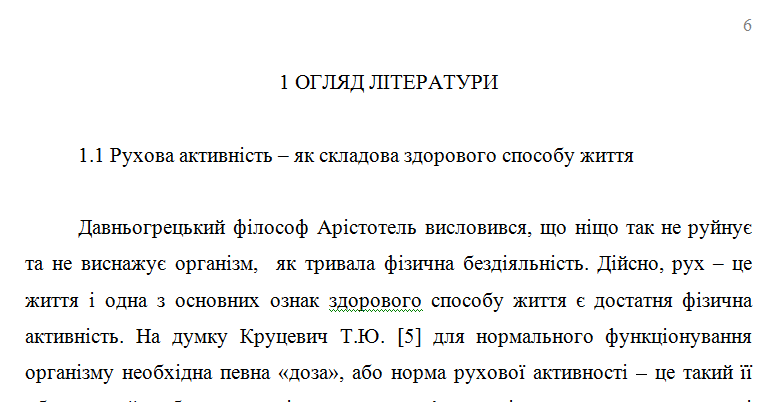 6
1 ОГЛЯД ЛІТЕРАТУРИ
1.1 Рухова активність – як складова здорового способу життя
Давньогрецький філософ Арістотель висловився, що ніщо так не руйнує
та не виснажує організм,  як тривала фізична бездіяльність. Дійсно, рух – це
життя і одна з основних ознак здорового способу життя є достатня фізична
активність. На думку Круцевич Т.Ю. [5] для нормального функціонування
організму необхідна певна «доза», або норма рухової активності – це такий її